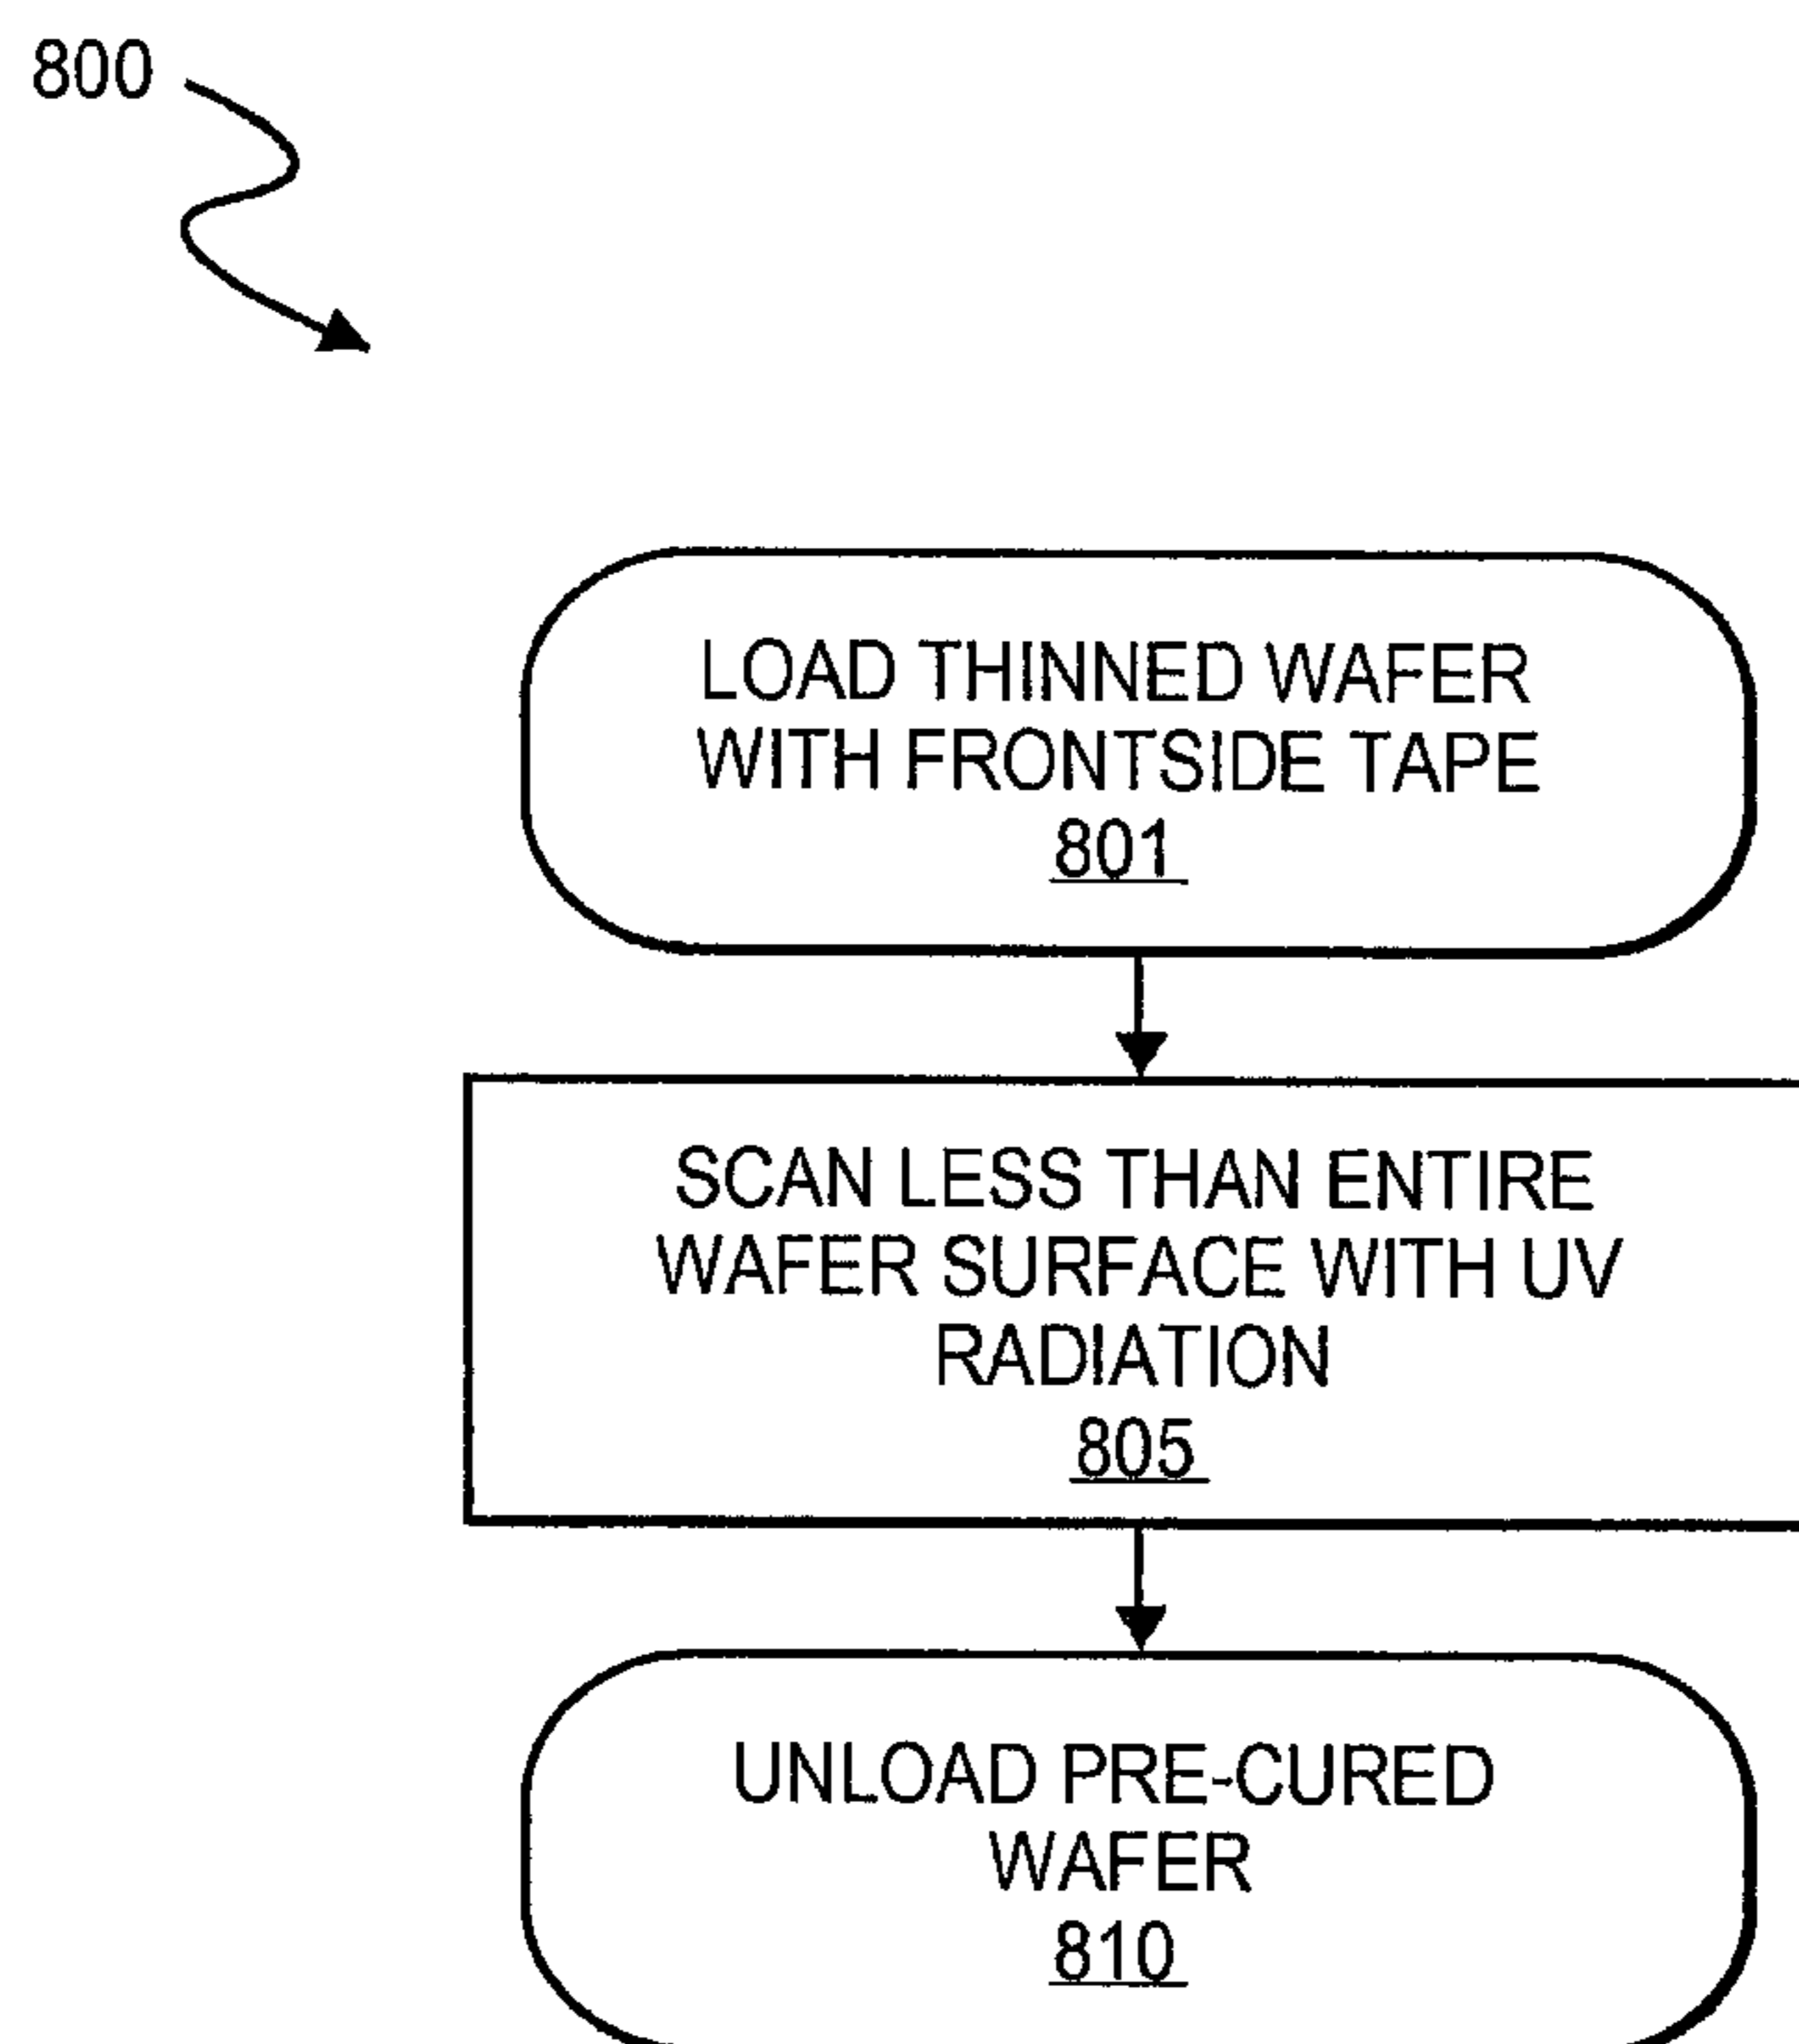 800
LOAD THINNED WAFER
WITH FRONTSIDE TAPE
801
SCAN LESS THAN ENTIRE
WAFER SURFACE WITH UV
RADIATION
805
UNLOAD PRE-CURED
WAFER
810